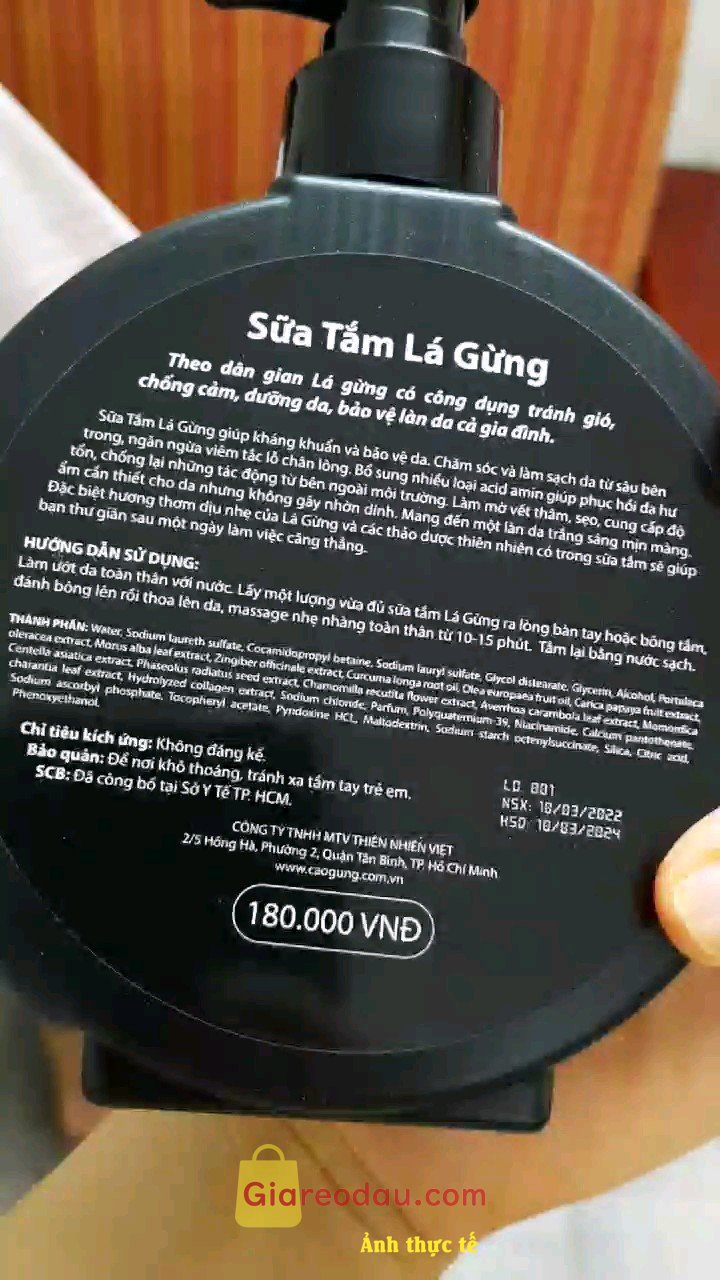 Sữa Tắm Lá Gừng
Theo dân gian Lá gừng có công dụng tránh gió,
chống cảm, dưỡng da, bảo vệ làn da cả gia đình.
Sữa Tắm Lá Gừng giúp kháng khuẩn và bảo vệ da. Chăm sóc và làm sạch da từ sâu bên
trong, ngăn ngừa viêm tắc lỗ chân lông. Bổ sung nhiều loại acid amin giúp phục hồi da hư
tổn, chống lại những tác động từ bên ngoài môi trường. Làm mờ vết thâm, sẹo, cung cấp độ
ẩm cần thiết cho da nhưng không gây nhờn dính. Mang đến một làn da trắng sáng mịn màng.
Đặc biệt hương thơm dịu nhẹ của Lá Gừng và các thảo dược thiên nhiên có trong sữa tắm sẽ giúp
bạn thư giãn sau một ngày làm việc căng thẳng.
HƯỚNG DẪN SỬ DỤNG:
Làm ướt da toàn thân với nước. Lấy một lượng vừa đủ sữa tắm Lá Gừng ra lòng bàn tay hoặc bông tắm,
đánh bông lên rồi thoa lên da, massage nhẹ nhàng toàn thân từ 10-15 phút. Tắm lại bằng nước sạch.
THÀNH PHẦN: Water, Sodium laureth sulfate, Cocamidopropyl betaine, Sodium lauryl sulfate, Glycol distearate, Glycerin, Alcohol, Portulaca
oleracea extract, Morus alba leaf extract, Zingiber officinale extract, Curcuma longa root oil, Olea europaea fruit oil, Carica papaya fruit extract,
Centella asiatica extract, Phaseolus radiatus seed extract, Chamomilla recutita flower extract, Averrhoa carambola leaf extract, Momordica
charantia leaf extract, Hydrolyzed collagen extract, Sodium chloride, Parfum, Polyquaternium-39, Niacinamide, Calcium pantothenate,
Sodium ascorbyl phosphate, Tocopheryl acetate, Pyridoxine HCL, Maltodextrin, Sodium starch octenylsuccinate, Silica, Citric acid,
Phenoxyethanol.
Chỉ tiêu kích ứng: Không đáng kể.
Bảo quản: Để nơi khô thoáng, tránh xa tầm tay trẻ em.
SCB: Đã công bố tại Sở Y Tế TP. HCM.
LO 001
NSX: 10/03/2022
HSD: 10/03/2024
CÔNG TY TNHH MTV THIÊN NHIÊN VIỆT
2/5 Hồng Hà, Phường 2, Quận Tân Bình, TP. Hồ Chí Minh
www.caogung.com.vn
180.000 VNĐ
Giareodau.com
Ảnh thực tế